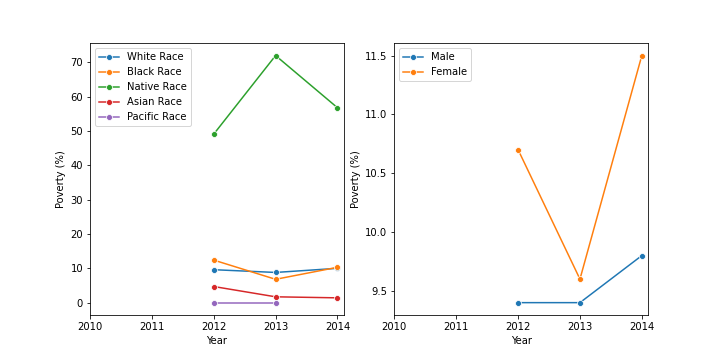 White Race
Black Race
Native Race
Asian Race
Pacific Race
70
60
50
40
30
20
10
0
Poverty (%)
2010 2011 2012 2013 2014
Year
Male
Female
11.5
11.0
10.5
10.0
9.5
Poverty (%)
2010 2011 2012 2013 2014
Year